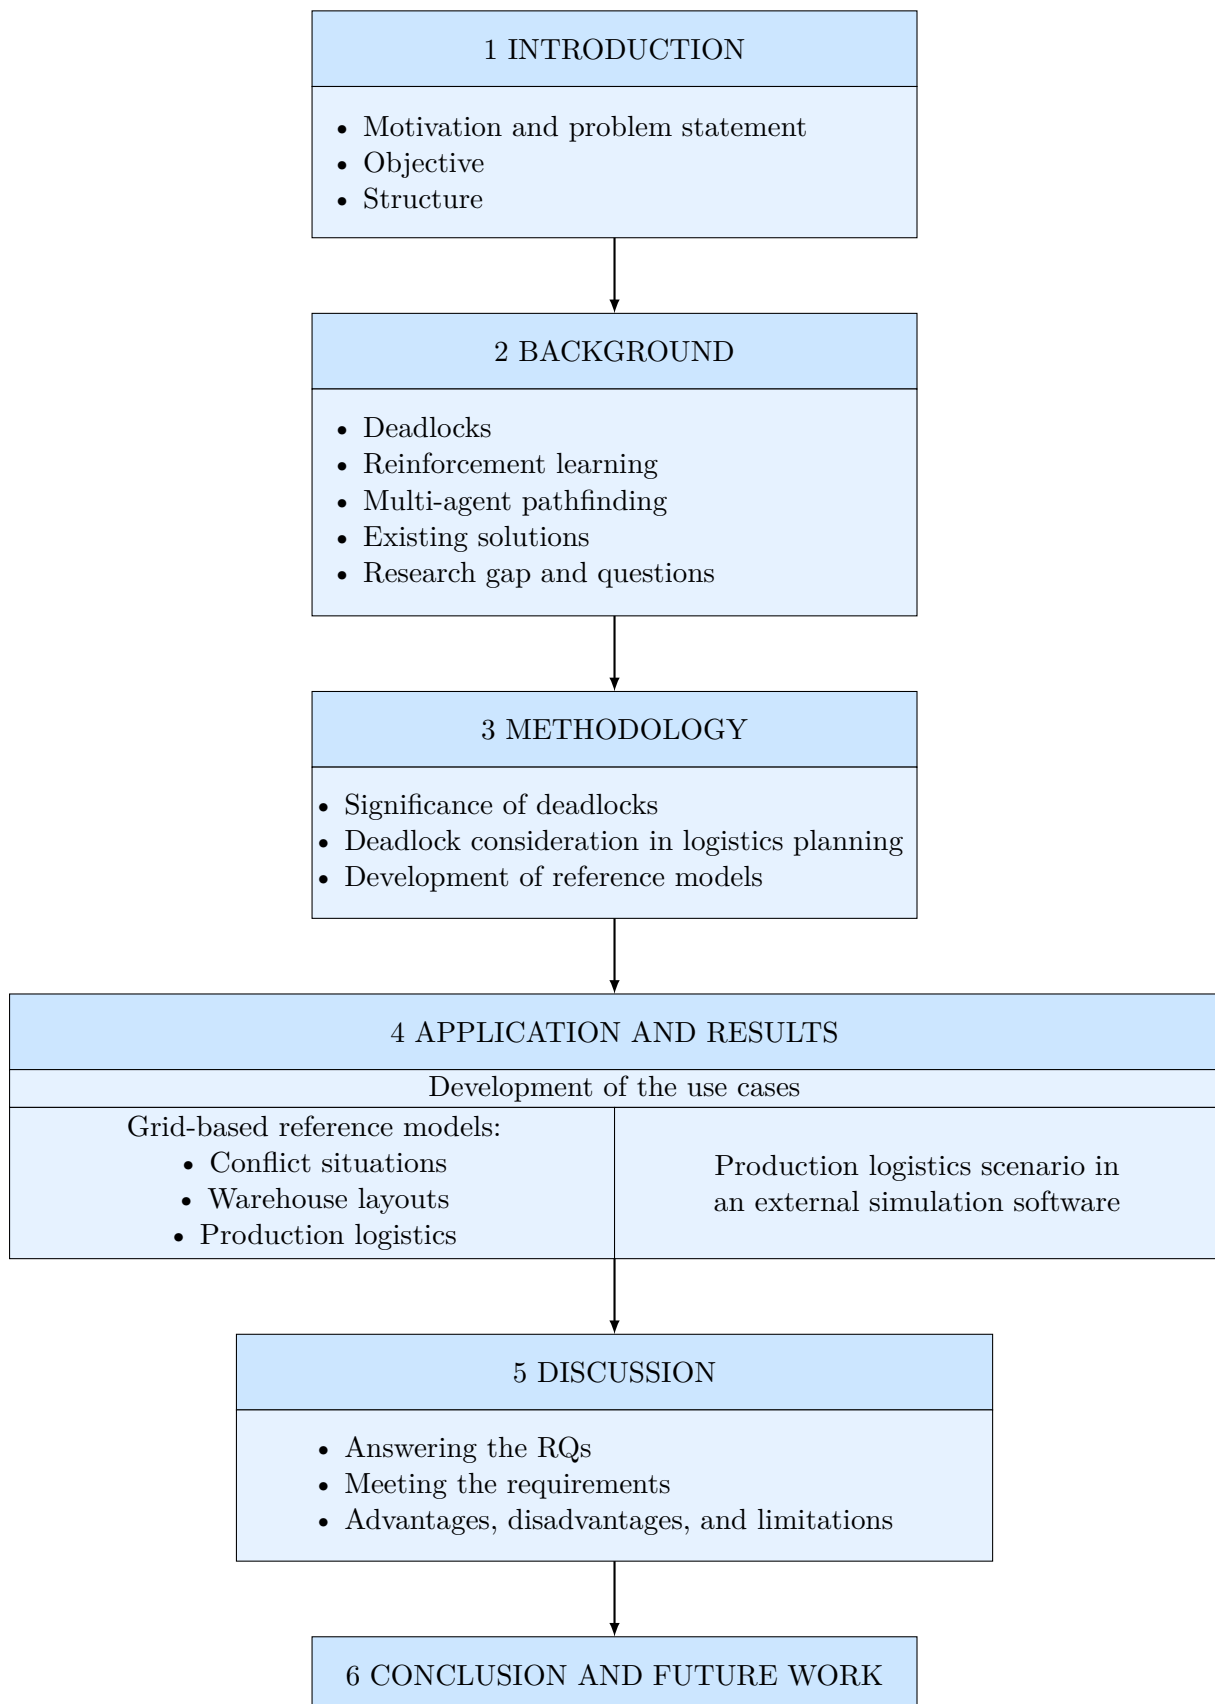 1 INTRODUCTION
• Motivation and problem statement
• Objective
• Structure
2 BACKGROUND
• Deadlocks
• Reinforcement learning
• Multi-agent pathfinding
• Existing solutions
• Research gap and questions
3 METHODOLOGY
• Significance of deadlocks
• Deadlock consideration in logistics planning
• Development of reference models
4 APPLICATION AND RESULTS
Development of the use cases
Grid-based reference models:
• Conflict situations
• Warehouse layouts
• Production logistics
Production logistics scenario in
an external simulation software
5 DISCUSSION
• Answering the RQs
• Meeting the requirements
• Advantages, disadvantages, and limitations
6 CONCLUSION AND FUTURE WORK